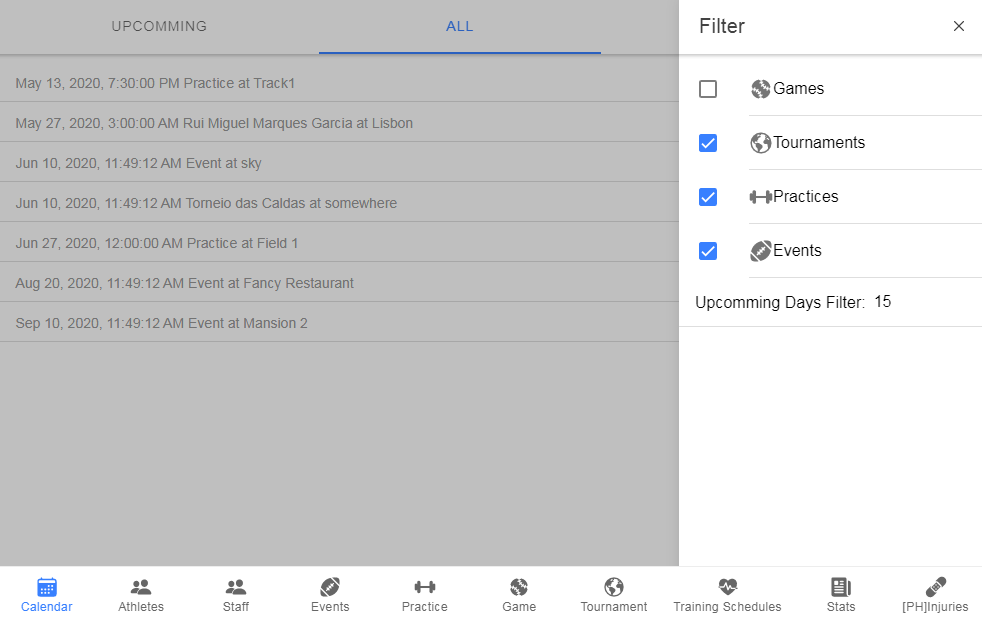 UPCOMMING
ALL
Filter
May 13, 2020, 7:30:00 PM Practice at Track1
May 27, 2020, 3:00:00 AM Rui Miguel Marques Garcia at Lisbon
Jun 10, 2020, 11:49:12 AM Event at sky
Jun 10, 2020, 11:49:12 AM Torneio das Caldas at somewhere
Jun 27, 2020, 12:00:00 AM Practice at Field 1
Aug 20, 2020, 11:49:12 AM Event at Fancy Restaurant
Sep 10, 2020, 11:49:12 AM Event at Mansion 2
Games
Tournaments
Practices
Events
Upcomming Days Filter: 15
Calendar
Athletes
Staff
Events
Practice
Game
Tournament
Training Schedules
Stats
[PH]Injuries